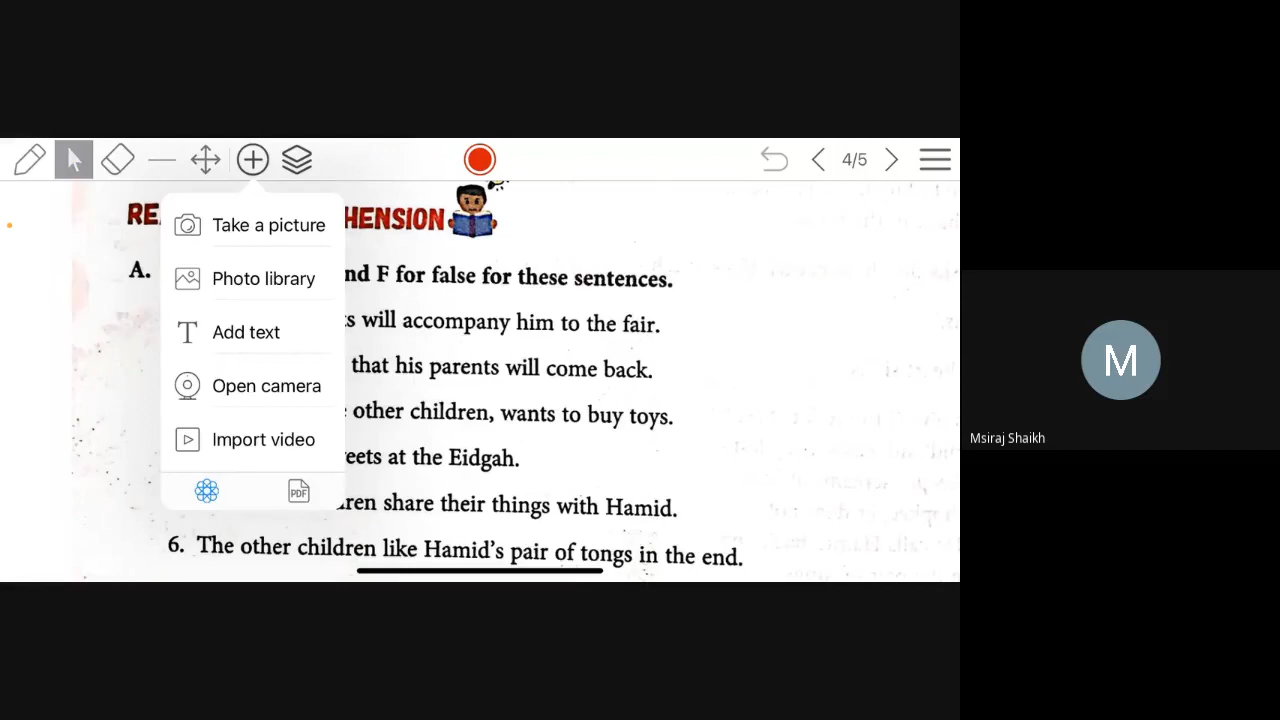 4/5
Take a picture
Photo library
Add text
Open camera
Import video
PDF
RE HENSION
A. nd F for false for these sentences.
s will accompany him to the fair.
that his parents will come back.
other children, wants to buy toys.
eets at the Eidgah.
ren share their things with Hamid.
6. The other children like Hamid's pair of tongs in the end.
M
Msiraj Shaikh